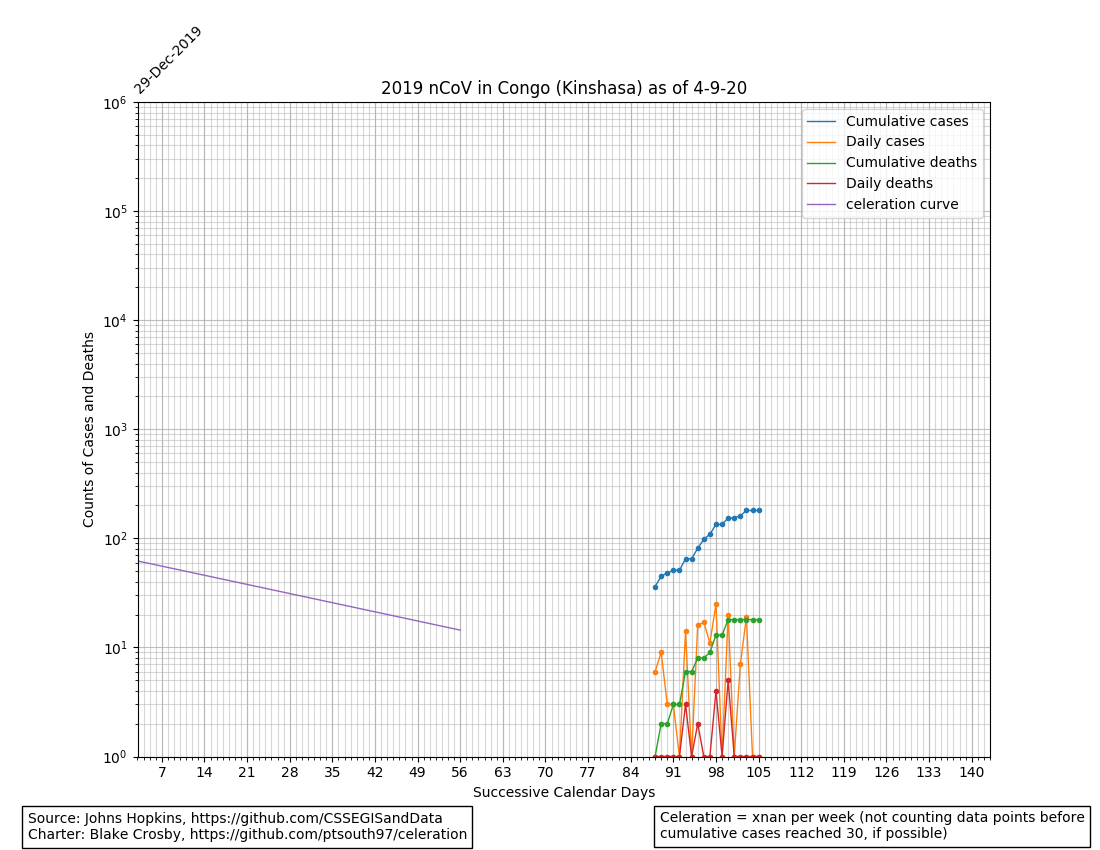 29-Dec-2019
2019 nCoV in Congo (Kinshasa) as of 4-9-20
Cumulative cases
Daily cases
Cumulative deaths
Daily deaths
celeration curve
Counts of Cases and Deaths
10^6
10^5
10^4
10^3
10^2
10^1
10^0
7 14 21 28 35 42 49 56 63 70 77 84 91 98 105 112 119 126 133 140
Successive Calendar Days
Source: Johns Hopkins, https://github.com/CSSEGISandData
Charter: Blake Crosby, https://github.com/ptsouth97/celeration
Celeration = xnan per week (not counting data points before
cumulative cases reached 30, if possible)